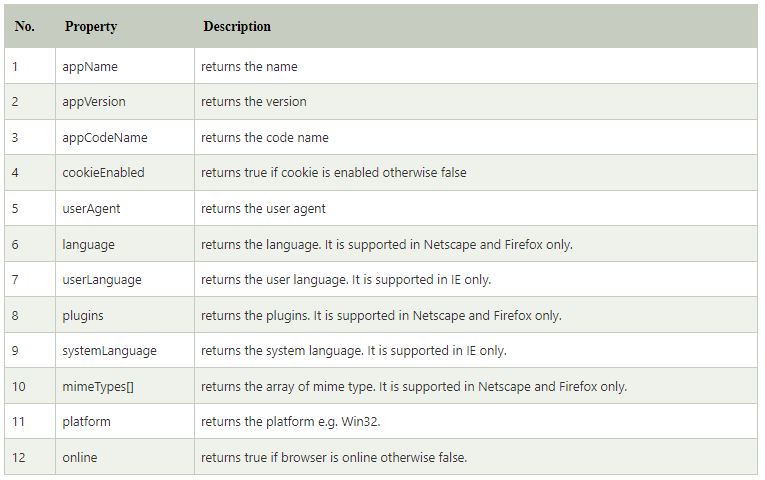 No. Property Description
1 appName returns the name
2 appVersion returns the version
3 appCodeName returns the code name
4 cookieEnabled returns true if cookie is enabled otherwise false
5 userAgent returns the user agent
6 language returns the language. It is supported in Netscape and Firefox only.
7 userLanguage returns the user language. It is supported in IE only.
8 plugins returns the plugins. It is supported in Netscape and Firefox only.
9 systemLanguage returns the system language. It is supported in IE only.
10 mimeTypes[] returns the array of mime type. It is supported in Netscape and Firefox only.
11 platform returns the platform e.g. Win32.
12 online returns true if browser is online otherwise false.